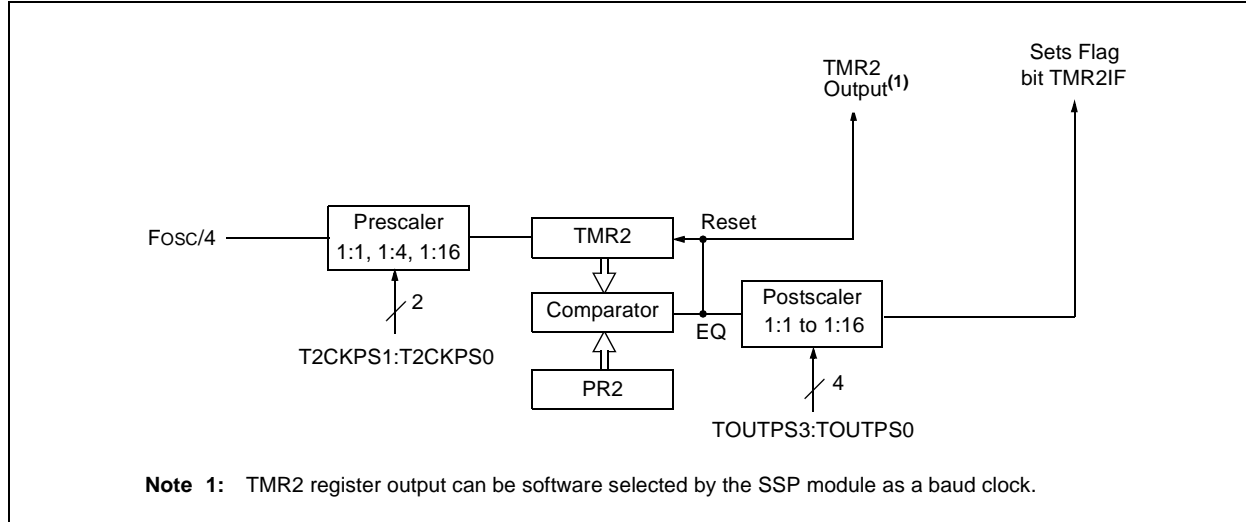 Sets Flag
bit TMR2IF
TMR2
Output(1)
Fosc/4
Prescaler
1:1, 1:4, 1:16
TMR2
Reset
2
T2CKPS1:T2CKPS0
Comparator
EQ
Postscaler
1:1 to 1:16
PR2
4
TOUTPS3:TOUTPS0
Note 1: TMR2 register output can be software selected by the SSP module as a baud clock.